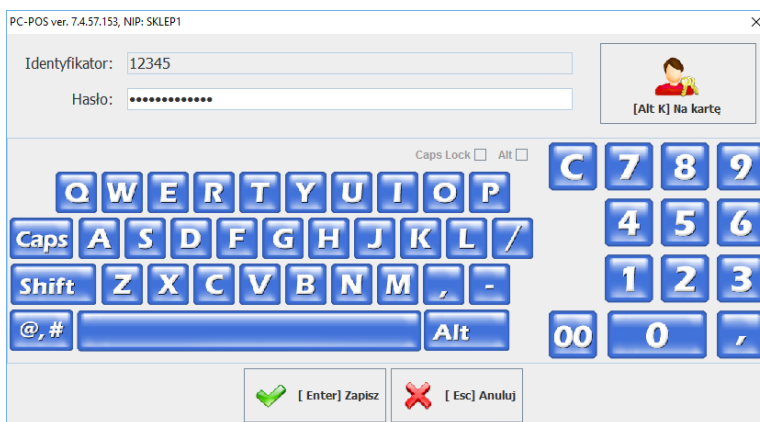 PC-POS ver. 7.4.57.153, NIP: SKLEP1
Identyfikator: 12345
Hasło: •••••••••••••
[Alt K] Na kartę
Caps Lock Alt
C 7 8 9
Q W E R T Y U I O P
4 5 6
Caps A S D F G H J K L /
1 2 3
Shift Z X C V B N M , -
@,# Alt
00 0 ,
[ Enter] Zapisz
[ Esc] Anuluj